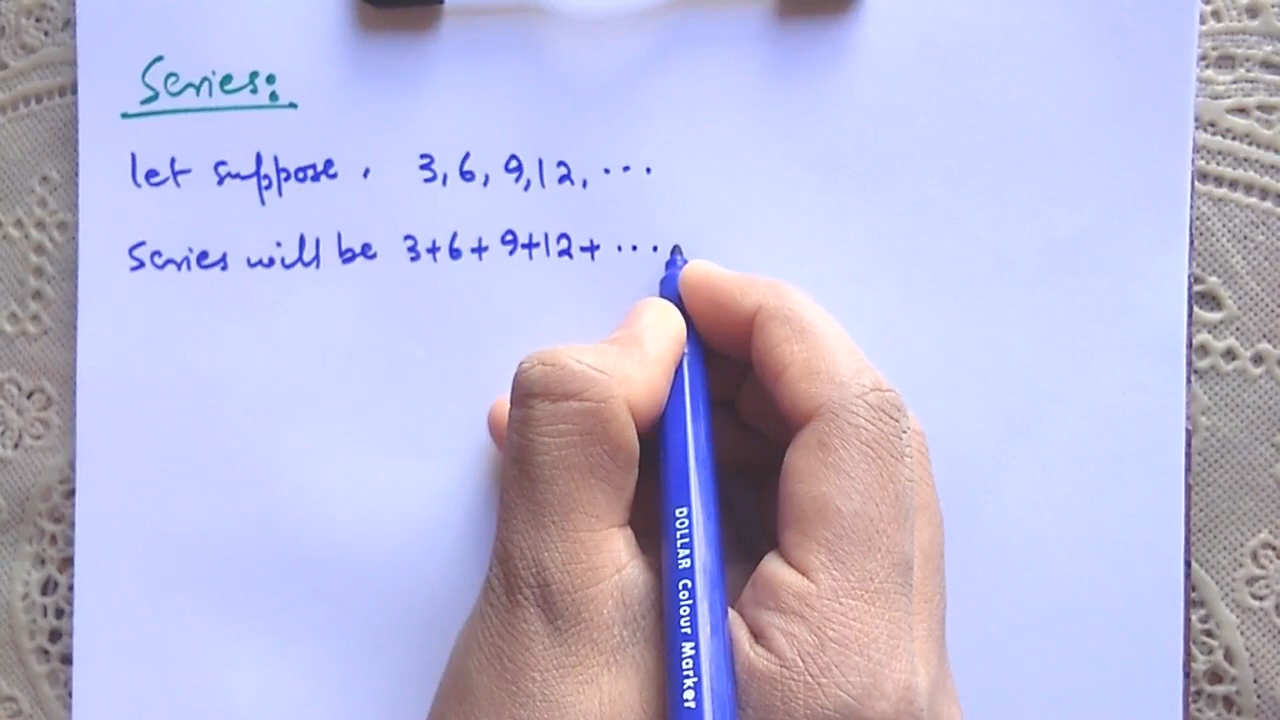 Series:
let suppose, 3, 6, 9, 12, ...
Series will be 3+6+9+12+ ...
DOLLAR Colour Marker